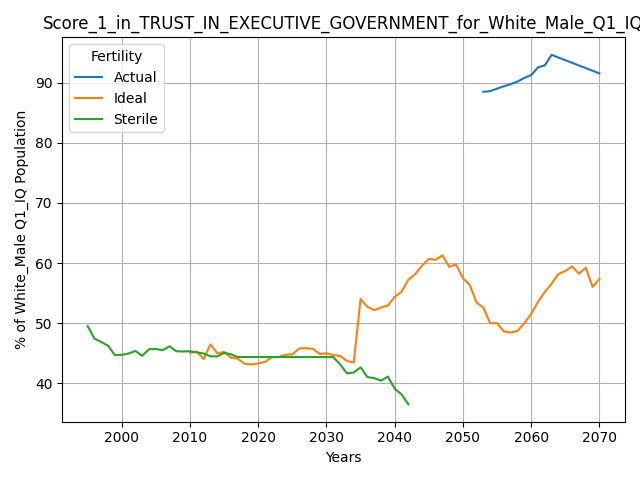 Score_1_in_TRUST_IN_EXECUTIVE_GOVERNMENT_for_White_Male_Q1_IQ
Fertility
Actual
Ideal
Sterile
% of White_Male Q1_IQ Population
90
80
70
60
50
40
2000 2010 2020 2030 2040 2050 2060 2070
Years